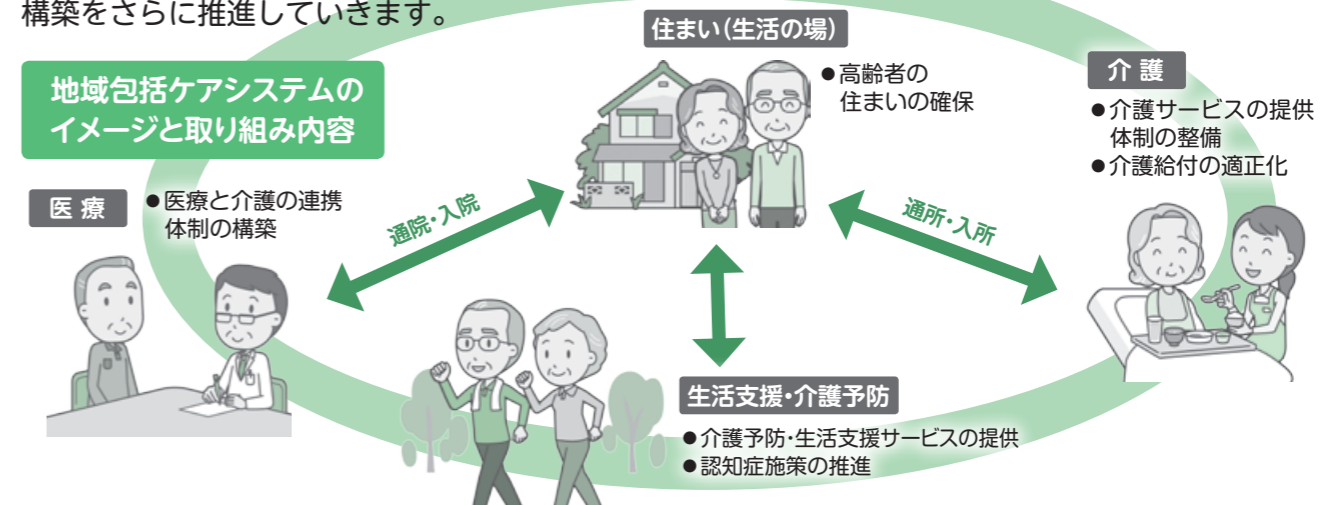 構築をさらに推進していきます。
地域包括ケアシステムの
イメージと取り組み内容
住まい(生活の場)
●高齢者の
住まいの確保
介 護
●介護サービスの提供
体制の整備
●介護給付の適正化
医 療
●医療と介護の連携
体制の構築
通院・入院
通所・入所
生活支援・介護予防
●介護予防・生活支援サービスの提供
●認知症施策の推進